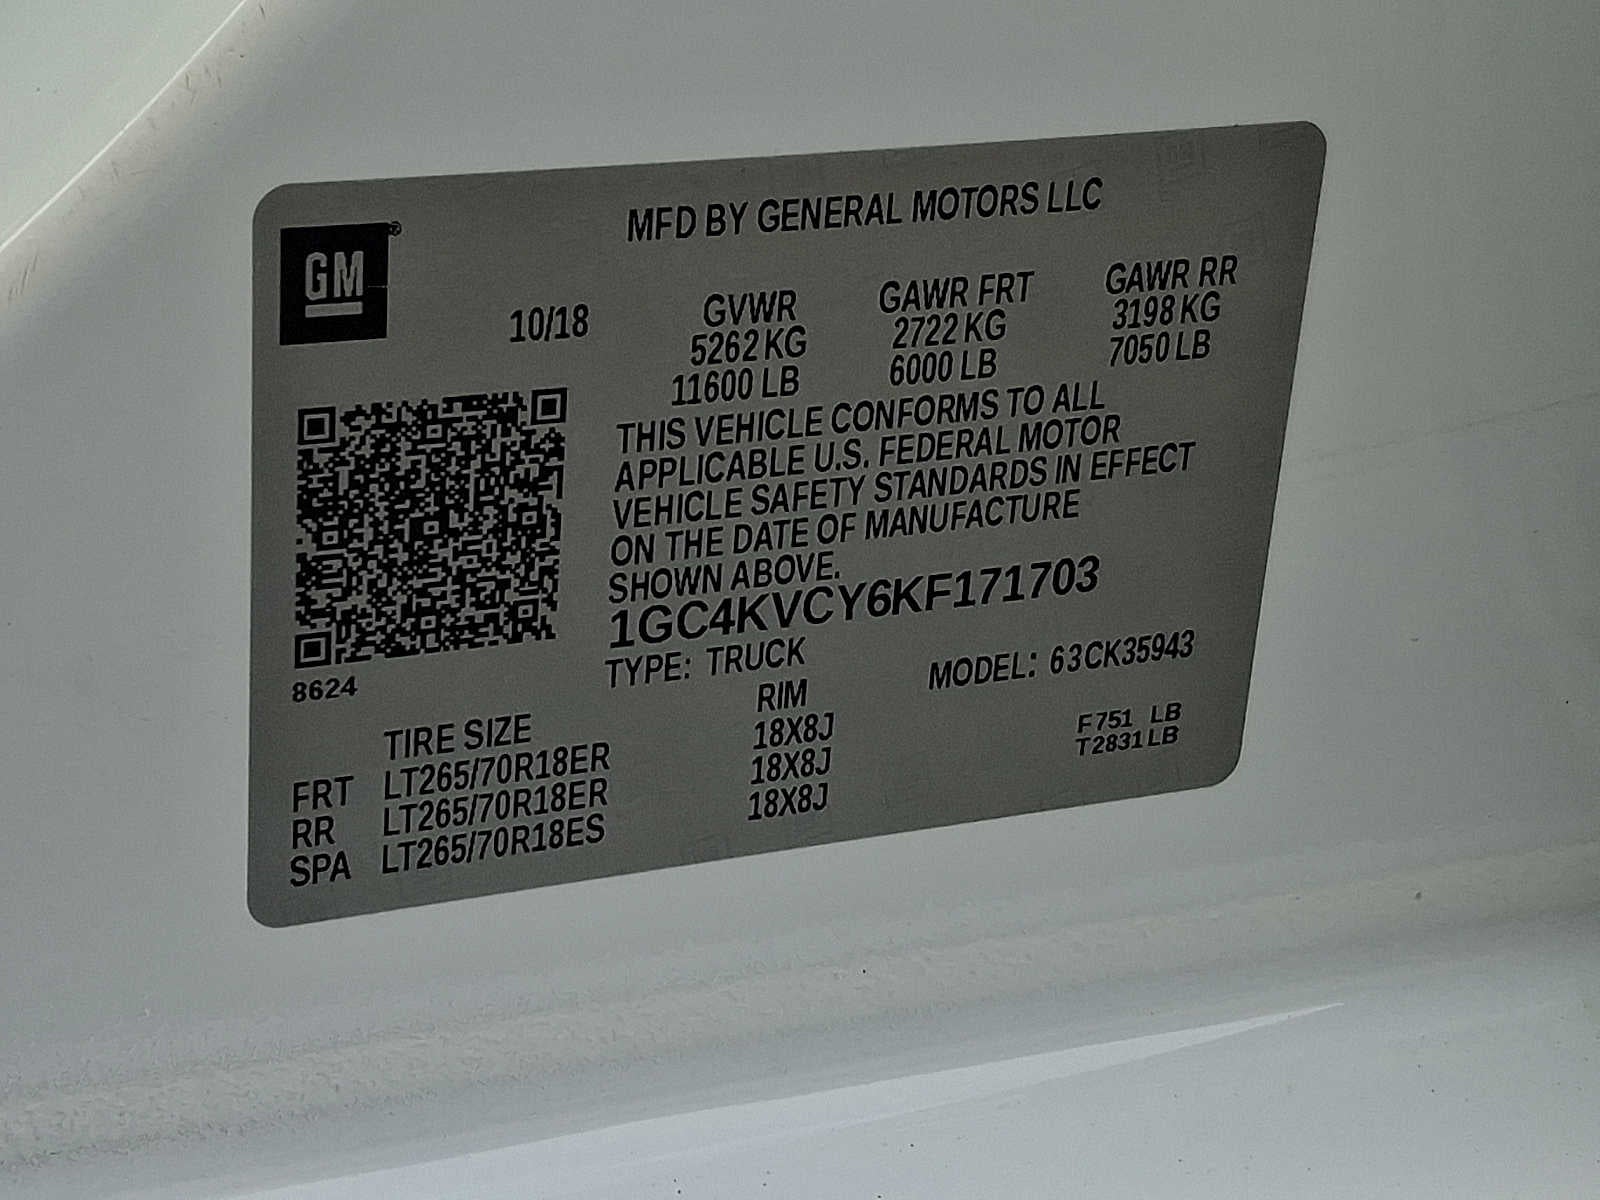 MFD BY GENERAL MOTORS LLC
GM®
10/18
GVWR GAWR FRT GAWR RR
5262 KG 2722 KG 3198 KG
11600 LB 6000 LB 7050 LB
THIS VEHICLE CONFORMS TO ALL
APPLICABLE U.S. FEDERAL MOTOR
VEHICLE SAFETY STANDARDS IN EFFECT
ON THE DATE OF MANUFACTURE
SHOWN ABOVE.
1GC4KVCY6KF171703
TYPE: TRUCK MODEL: 63CK35943
8624
TIRE SIZE RIM
FRT LT265/70R18ER 18X8J
RR LT265/70R18ER 18X8J
SPA LT265/70R18ES 18X8J
F751 LB
T2831LB